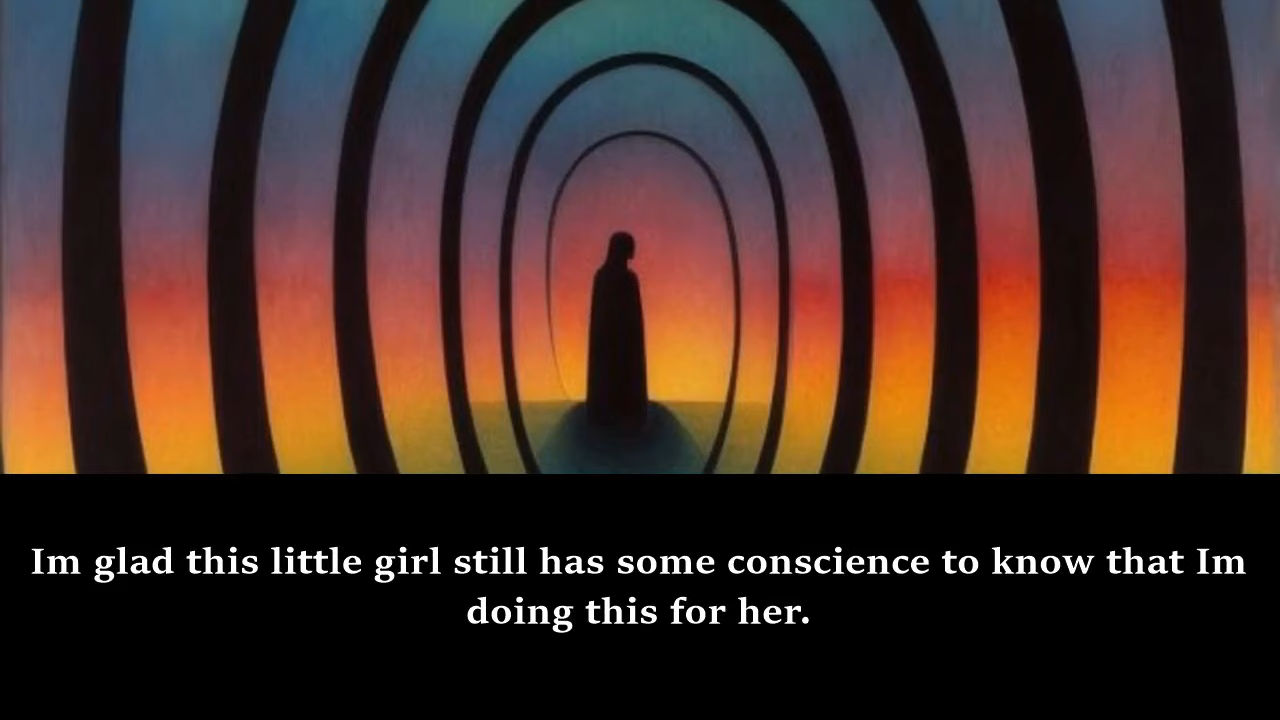 Im glad this little girl still has some conscience to know that Im
doing this for her.